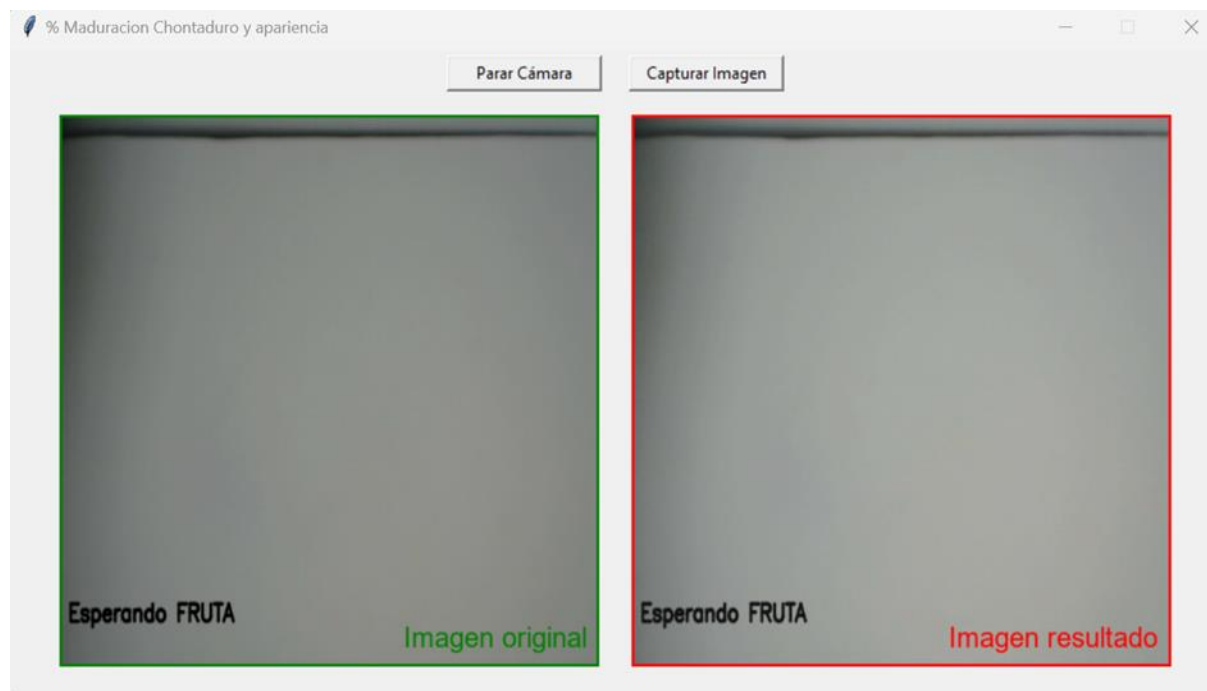 % Maduracion Chontaduro y apariencia
Parar Cámara
Capturar Imagen
Esperando FRUTA
Imagen original
Esperando FRUTA
Imagen resultado